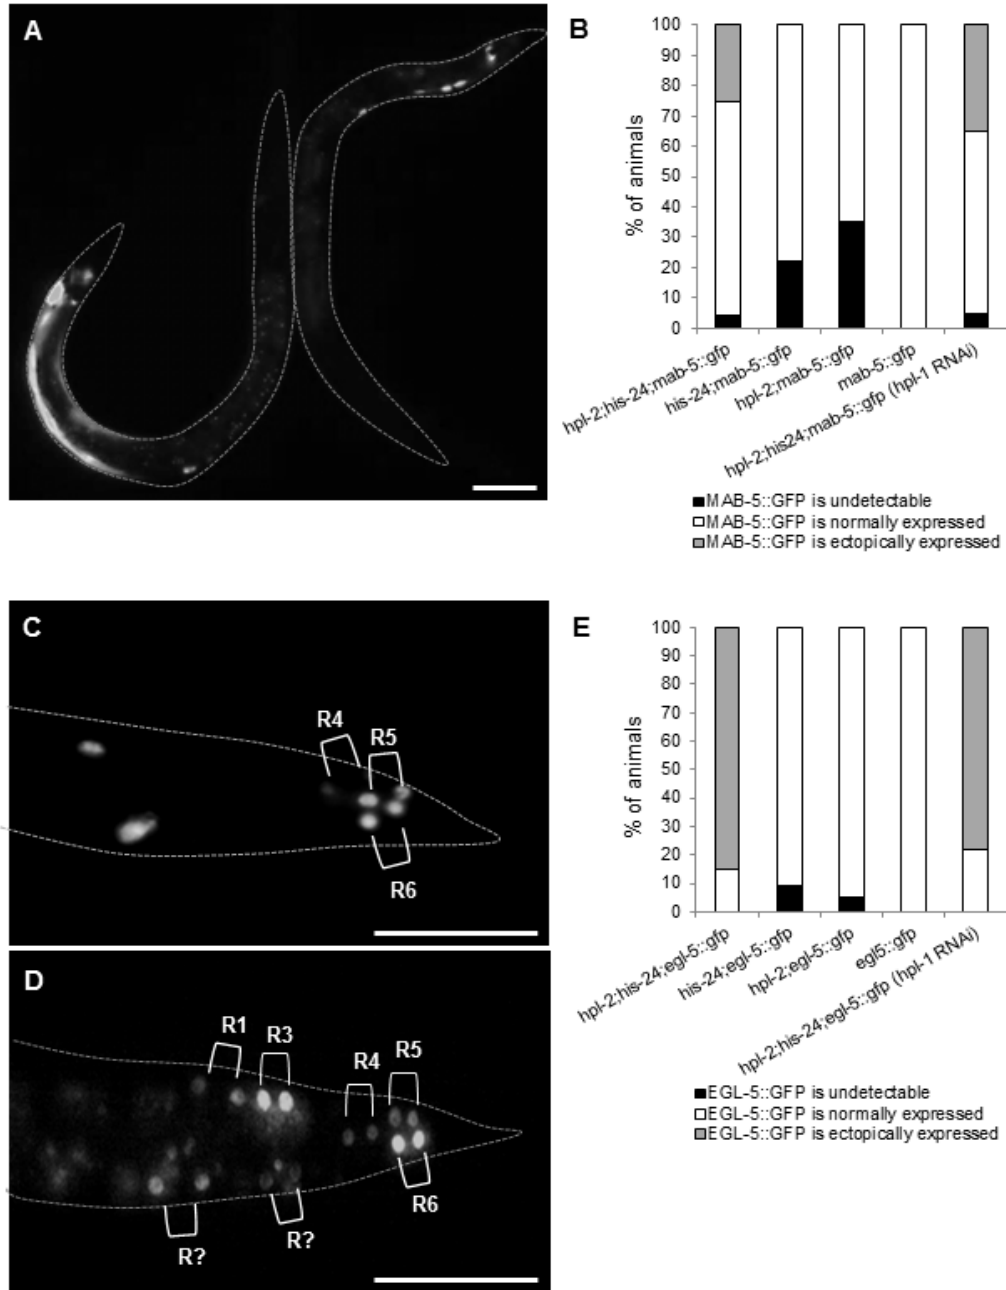 A
B
100
90
80
70
60
50
40
30
20
10
0
% of animals
hpl-2;his-24;mab-5::gfp
his-24;mab-5::gfp
hpl-2;mab-5::gfp
mab-5::gfp
hpl-2;his24;mab-5::gfp (hpl-1 RNAi)
MAB-5::GFP is undetectable
MAB-5::GFP is normally expressed
MAB-5::GFP is ectopically expressed
C
R4
R5
R6
D
R1
R3
R4
R5
R6
R?
R?
E
100
90
80
70
60
50
40
30
20
10
0
% of animals
hpl-2;his-24;egl-5::gfp
his-24;egl-5::gfp
hpl-2;egl-5::gfp
egl5::gfp
hpl-2;his-24;egl-5::gfp (hpl-1 RNAi)
EGL-5::GFP is undetectable
EGL-5::GFP is normally expressed
EGL-5::GFP is ectopically expressed